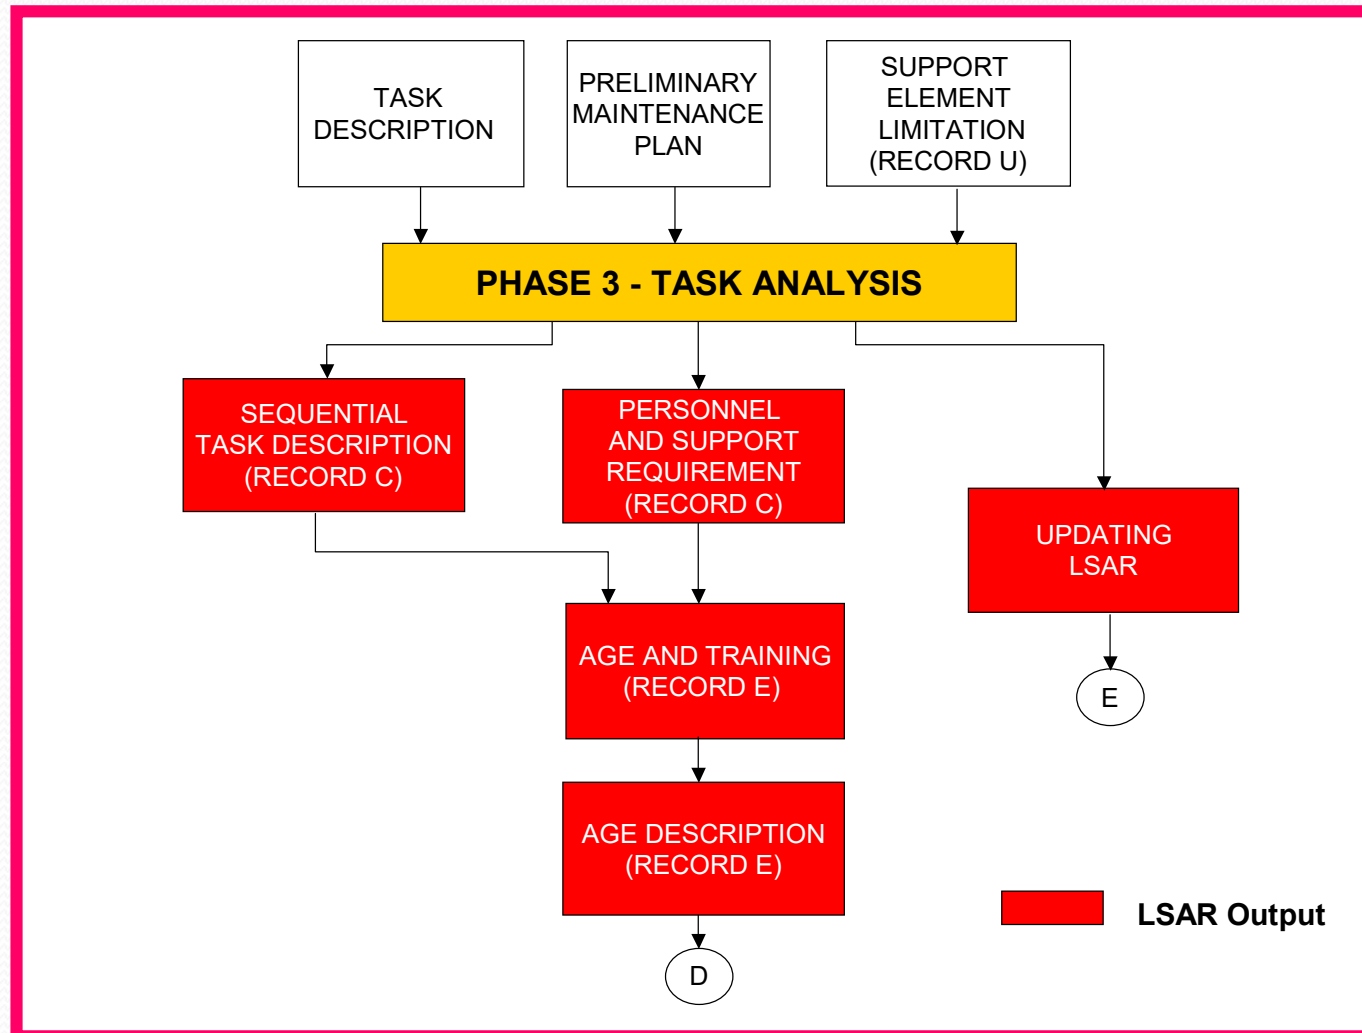 TASK
DESCRIPTION
PRELIMINARY
MAINTENANCE
PLAN
SUPPORT
ELEMENT
LIMITATION
(RECORD U)
PHASE 3 - TASK ANALYSIS
SEQUENTIAL
TASK DESCRIPTION
(RECORD C)
PERSONNEL
AND SUPPORT
REQUIREMENT
(RECORD C)
UPDATING
LSAR
AGE AND TRAINING
(RECORD E)
E
AGE DESCRIPTION
(RECORD E)
LSAR Output
D